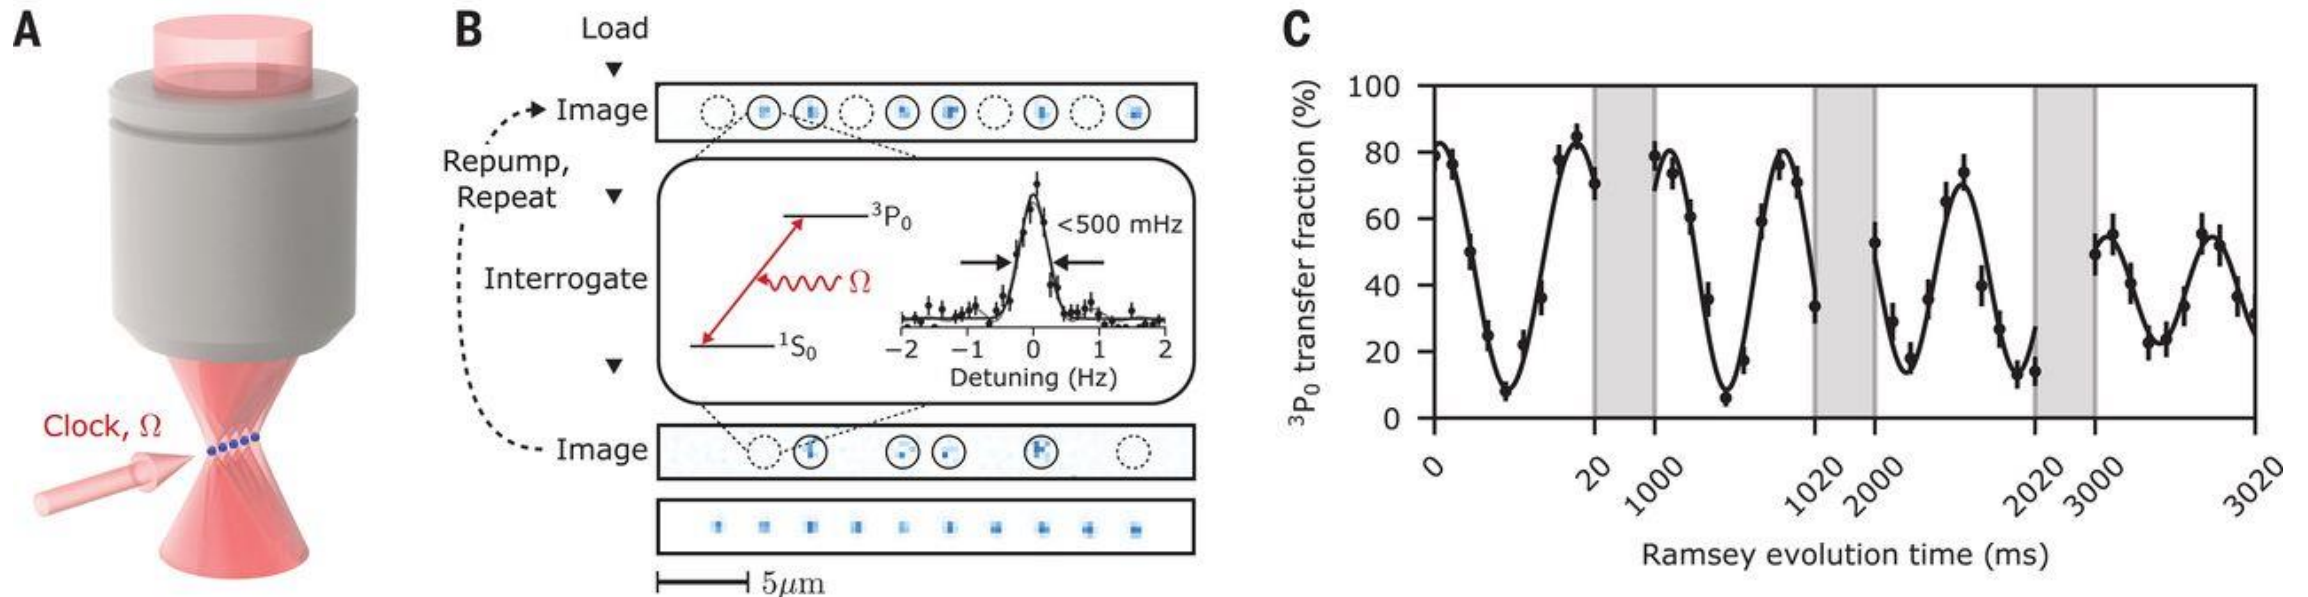 A
Clock, Ω
B
Load
Image
Repump,
Repeat
Interrogate
³P₀
Ω
¹S₀
<500 mHz
−2 −1 0 1 2
Detuning (Hz)
Image
5μm
C
³P₀ transfer fraction (%)
100
80
60
40
20
0
0 20 1000 1020 2000 2020 3000 3020
Ramsey evolution time (ms)